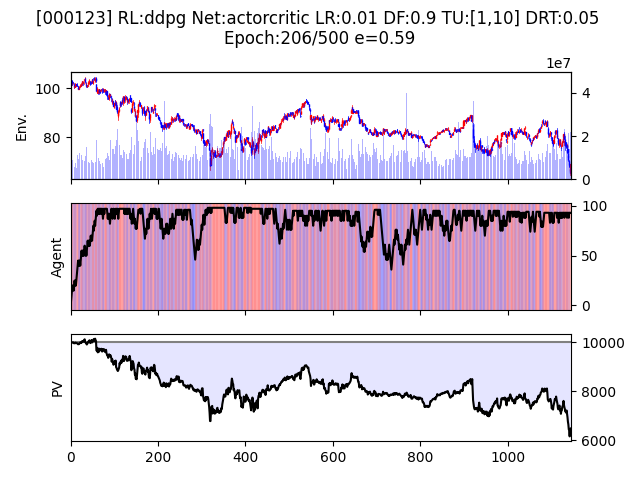 [000123] RL:ddpg Net:actorcritic LR:0.01 DF:0.9 TU:[1,10] DRT:0.05
Epoch:206/500 e=0.59
1e7
100
80
Env.
4
2
0
Agent
100
50
0
PV
10000
8000
6000
0 200 400 600 800 1000